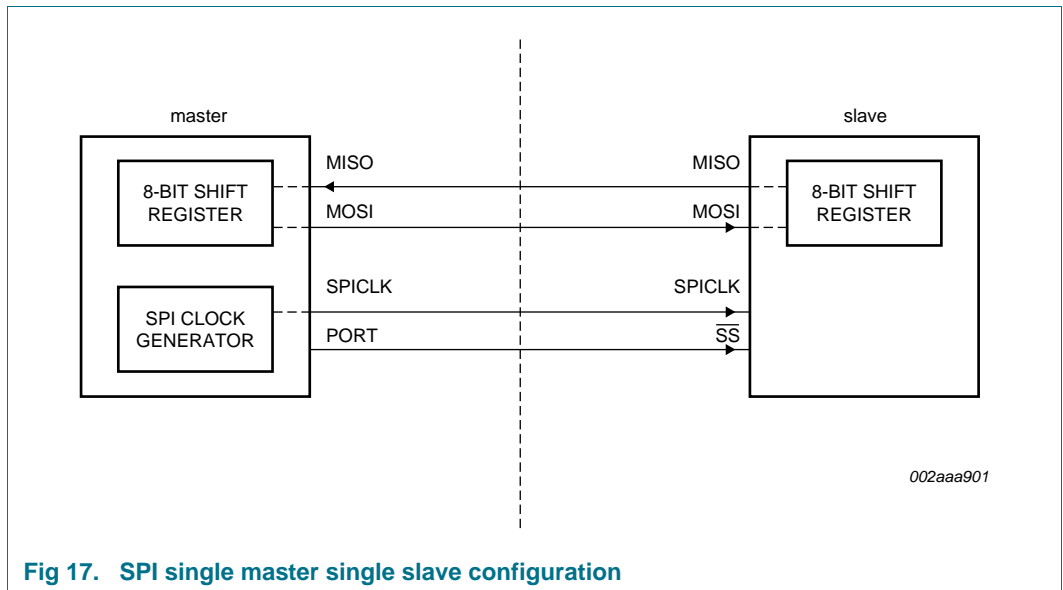 master
slave
8-BIT SHIFT
REGISTER
MISO
MISO
8-BIT SHIFT
REGISTER
MOSI
MOSI
SPI CLOCK
GENERATOR
SPICLK
SPICLK
PORT
S̅S̅
002aaa901
Fig 17. SPI single master single slave configuration